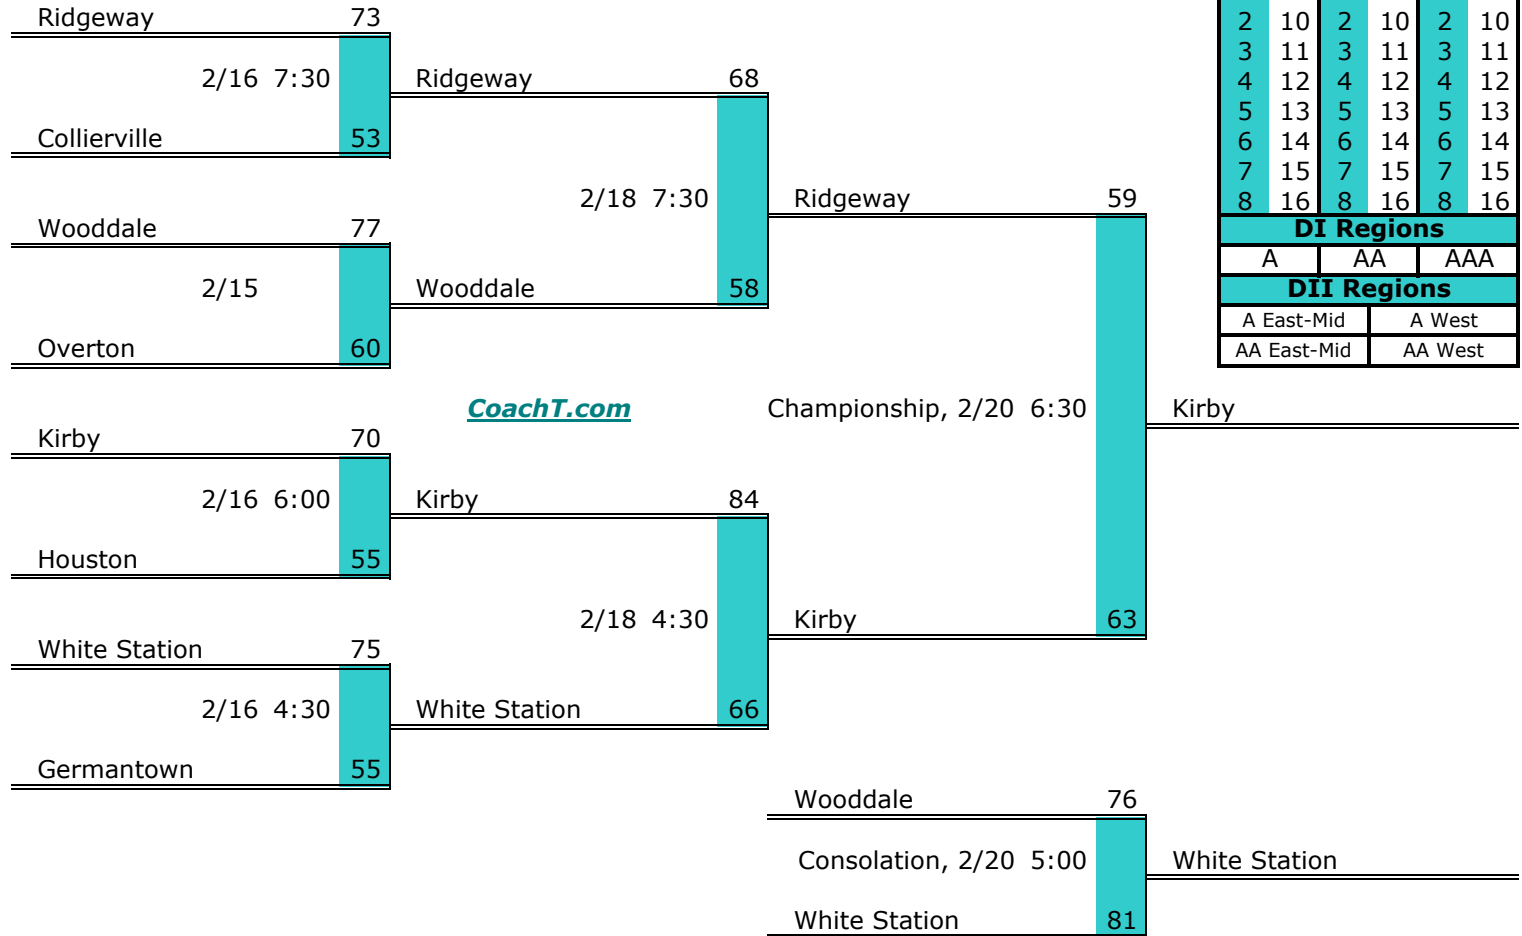 Ridgeway 73
2 10 2 10 2 10
3 11 3 11 3 11
2/16 7:30 Ridgeway 68
4 12 4 12 4 12
5 13 5 13 5 13
Collierville 53
6 14 6 14 6 14
7 15 7 15 7 15
2/18 7:30 Ridgeway 59
8 16 8 16 8 16
Wooddale 77
DI Regions
A AA AAA
2/15 Wooddale 58
DII Regions
A East-Mid A West
Overton 60
AA East-Mid AA West
CoachT.com Championship, 2/20 6:30 Kirby
Kirby 70
2/16 6:00 Kirby 84
Houston 55
2/18 4:30 Kirby 63
White Station 75
2/16 4:30 White Station 66
Germantown 55
Wooddale 76
Consolation, 2/20 5:00 White Station
White Station 81